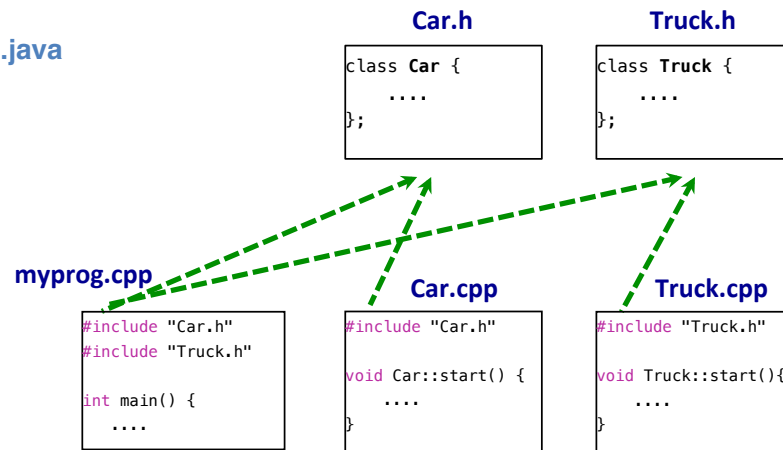 .java
Car.h
class Car {
....
};
Truck.h
class Truck {
....
};
myprog.cpp
#include "Car.h"
#include "Truck.h"
int main() {
....
Car.cpp
#include "Car.h"
void Car::start() {
....
}
Truck.cpp
#include "Truck.h"
void Truck::start(){
....
}